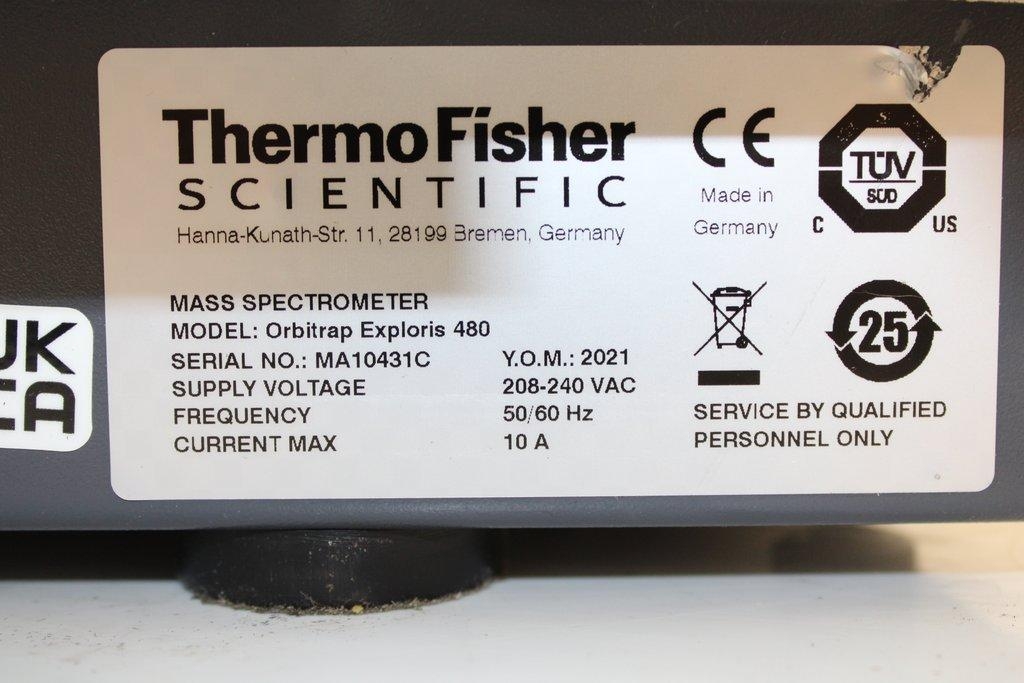 ThermoFisher
SCIENTIFIC
Hanna-Kunath-Str. 11, 28199 Bremen, Germany
CE
Made in
Germany
TÜV
SÜD
C US
MASS SPECTROMETER
MODEL: Orbitrap Exploris 480
SERIAL NO.: MA10431C Y.O.M.: 2021
SUPPLY VOLTAGE 208-240 VAC
FREQUENCY 50/60 Hz
CURRENT MAX 10 A
25
SERVICE BY QUALIFIED
PERSONNEL ONLY
UK
CA